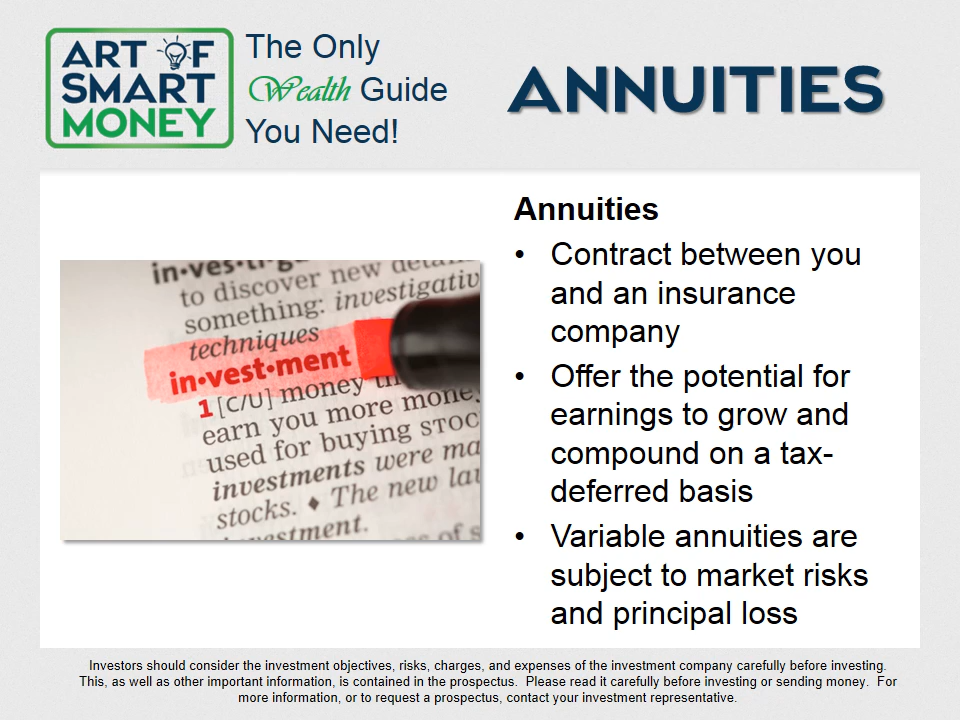 ART OF
SMART
MONEY
The Only
Wealth Guide
You Need!
ANNUITIES
in•ves•
to discover new
something: investigativ
techniques
in•vest•ment
1 [C/U] money
earn you more money
used for buying STOC
investments were ma
stocks. ♦ The new
Annuities
• Contract between you
and an insurance
company
• Offer the potential for
earnings to grow and
compound on a tax-
deferred basis
• Variable annuities are
subject to market risks
and principal loss
Investors should consider the investment objectives, risks, charges, and expenses of the investment company carefully before investing.
This, as well as other important information, is contained in the prospectus. Please read it carefully before investing or sending money. For
more information, or to request a prospectus, contact your investment representative.